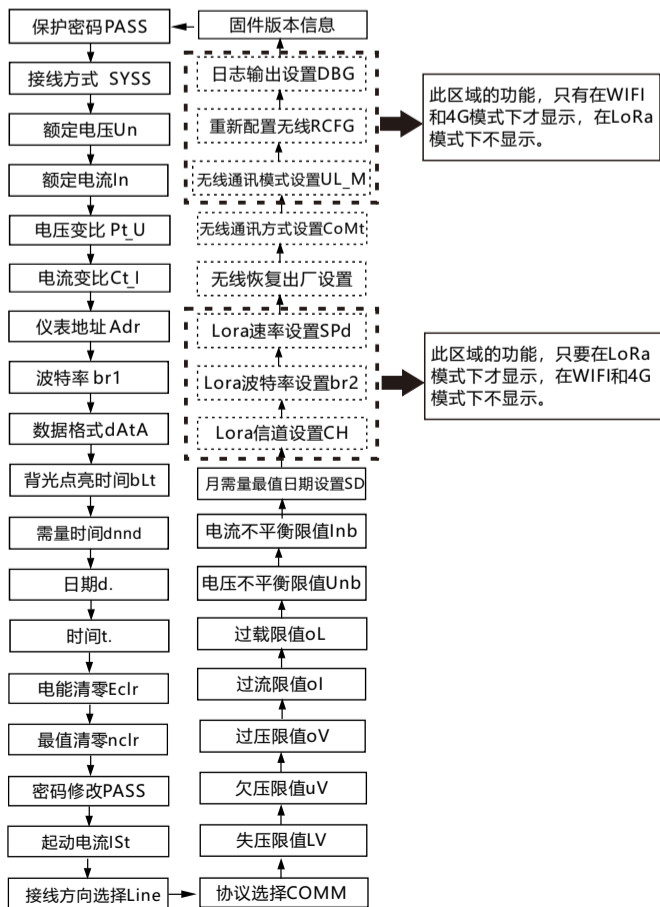 保护密码PASS
接线方式 SYSS
额定电压Un
额定电流In
电压变比 Pt_U
电流变比Ct_I
仪表地址Adr
波特率 br1
数据格式dAtA
背光点亮时间bLt
需量时间dnnd
日期d.
时间t.
电能清零Eclr
最值清零nclr
密码修改PASS
起动电流ISt
接线方向选择Line
协议选择COMM
失压限值LV
欠压限值uV
过压限值oV
过流限值oI
过载限值oL
电压不平衡限值Unb
电流不平衡限值Inb
月需量最值日期设置SD
Lora信道设置CH
Lora波特率设置br2
Lora速率设置SPd
无线恢复出厂设置
无线通讯方式设置CoMt
无线通讯模式设置UL_M
重新配置无线RCFG
日志输出设置DBG
固件版本信息
此区域的功能，只有在WIFI
和4G模式下才显示，在LoRa
模式下不显示。
此区域的功能，只要在LoRa
模式下才显示，在WIFI和4G
模式下不显示。